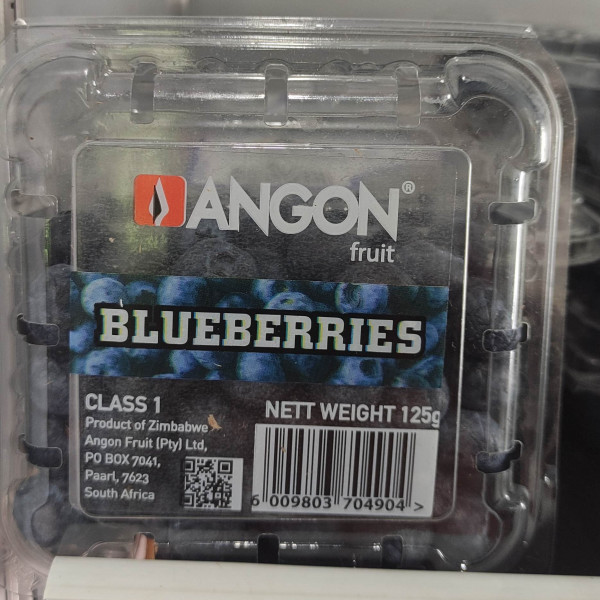 ANGON®
fruit
BLUEBERRIES
CLASS 1
Product of Zimbabwe
Angon Fruit (Pty) Ltd,
PO BOX 7041,
Paarl, 7623
South Africa
NETT WEIGHT 125g
6 009803 704904 >